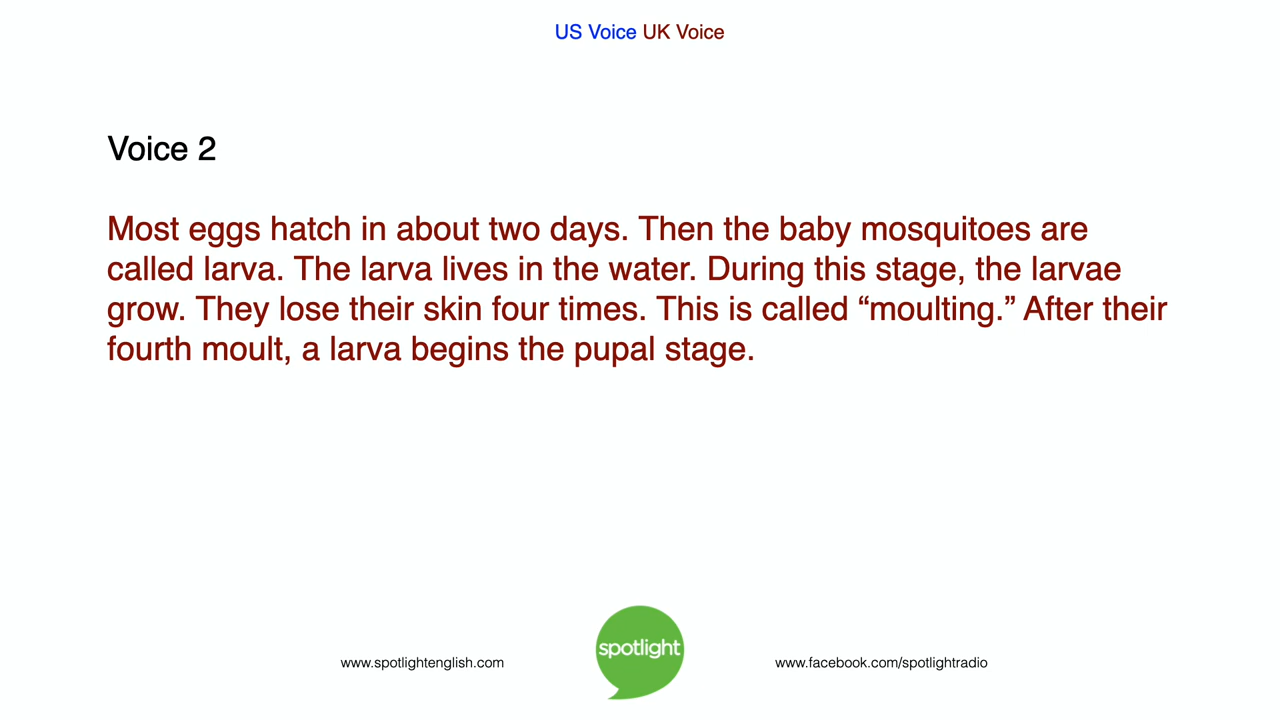 US Voice UK Voice
Voice 2
Most eggs hatch in about two days. Then the baby mosquitoes are
called larva. The larva lives in the water. During this stage, the larvae
grow. They lose their skin four times. This is called “moulting.” After their
fourth moult, a larva begins the pupal stage.
www.spotlightenglish.com
spotlight
www.facebook.com/spotlightradio